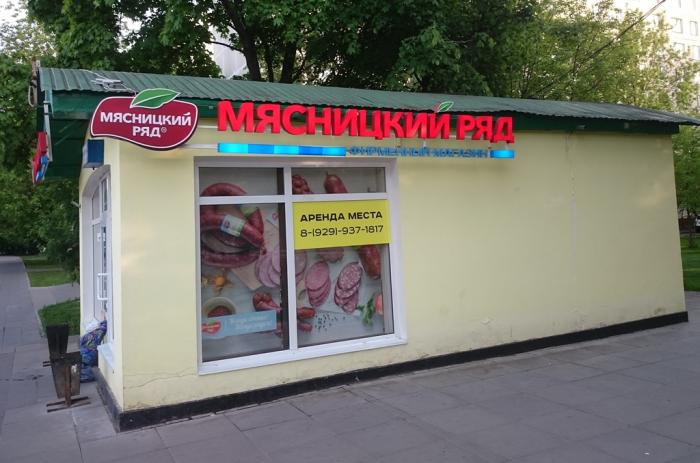 МЯСНИЦКИЙ
РЯД®
МЯСНИЦКИЙ РЯД
ФИРМЕННЫЙ МАГАЗИН
АРЕНДА МЕСТА
8-(929)-937-1817